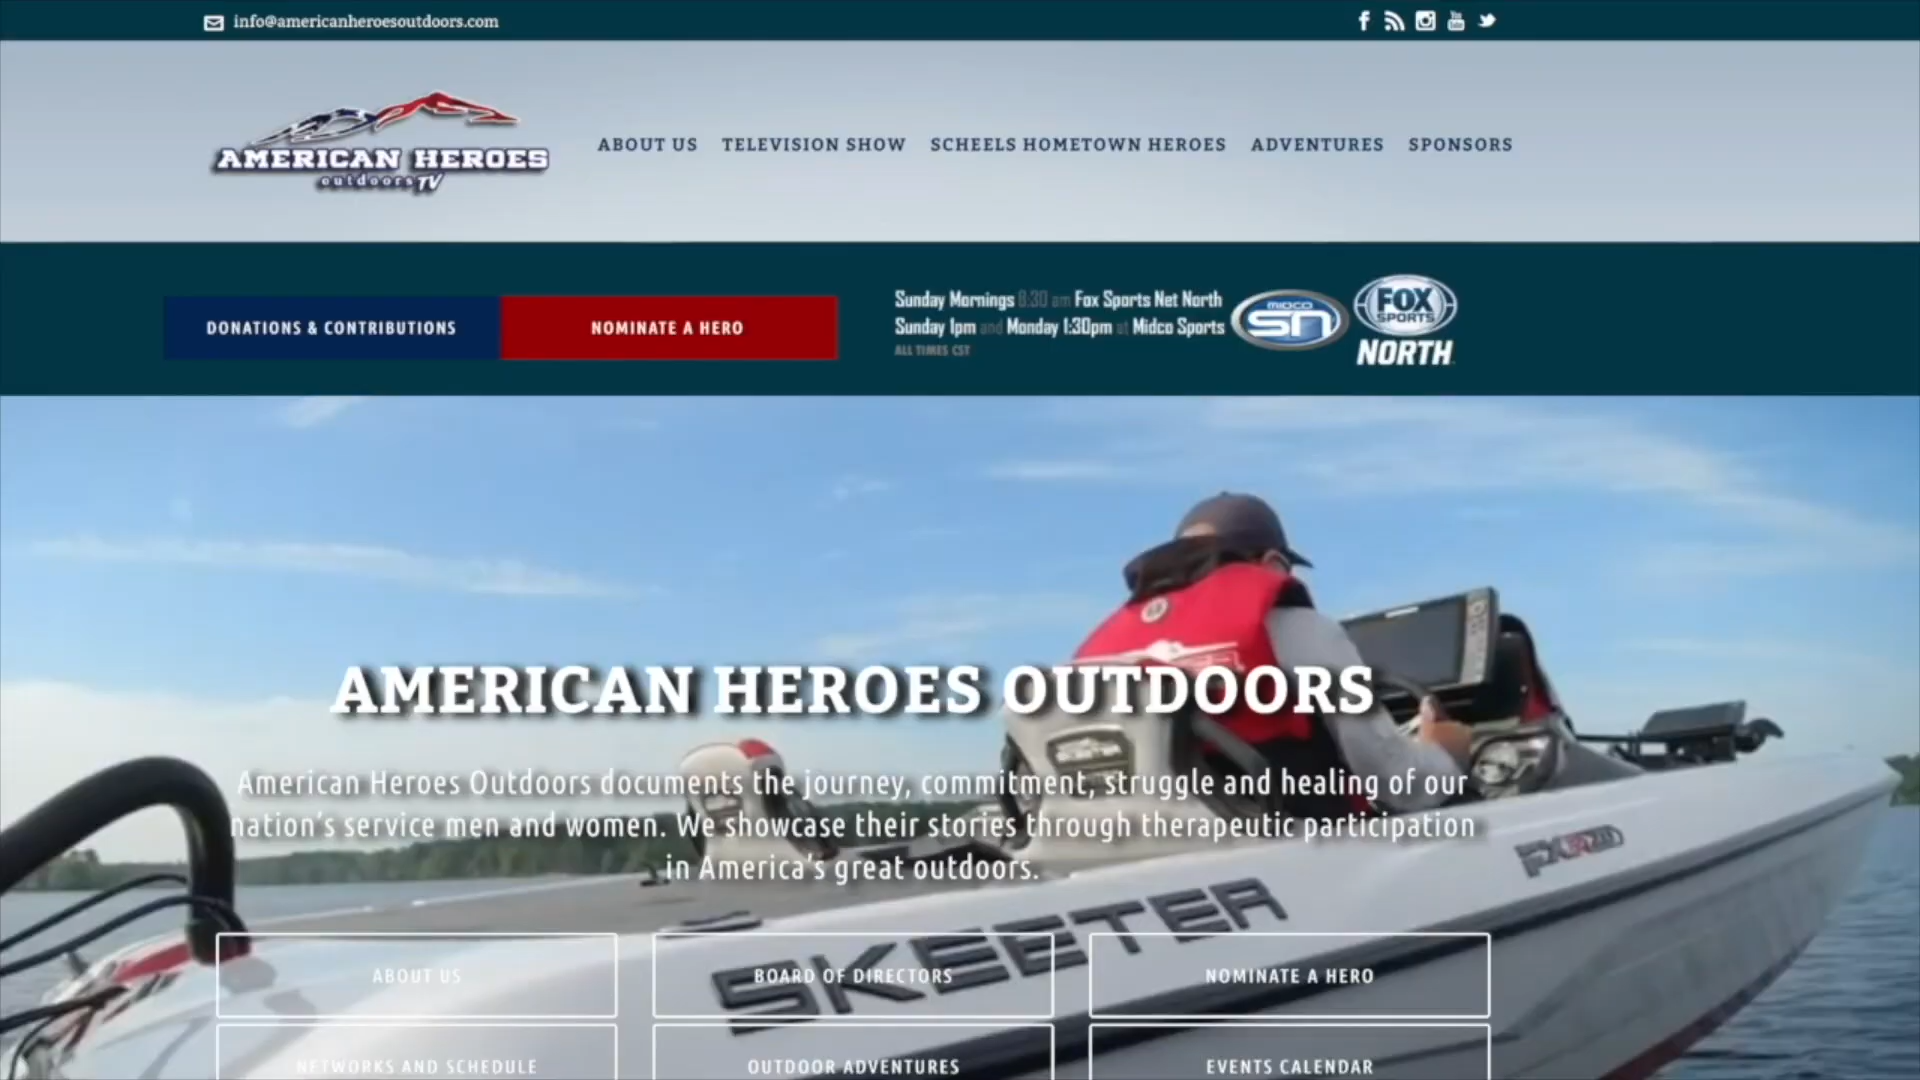 info@americanheroesoutdoors.com
AMERICAN HEROES
outdoors TV
ABOUT US TELEVISION SHOW SCHEELS HOMETOWN HEROES ADVENTURES SPONSORS
DONATIONS & CONTRIBUTIONS NOMINATE A HERO
Sunday Mornings 8:30 am Fox Sports Net North
Sunday 1pm and Monday 1:30pm at Midco Sports
ALL TIMES CST
MIDCO
SN
FOX
SPORTS
NORTH
AMERICAN HEROES OUTDOORS
American Heroes Outdoors documents the journey, commitment, struggle and healing of our
nation's service men and women. We showcase their stories through therapeutic participation
in America's great outdoors.
SKEETER
ABOUT US BOARD OF DIRECTORS NOMINATE A HERO
NETWORKS AND SCHEDULE OUTDOOR ADVENTURES EVENTS CALENDAR